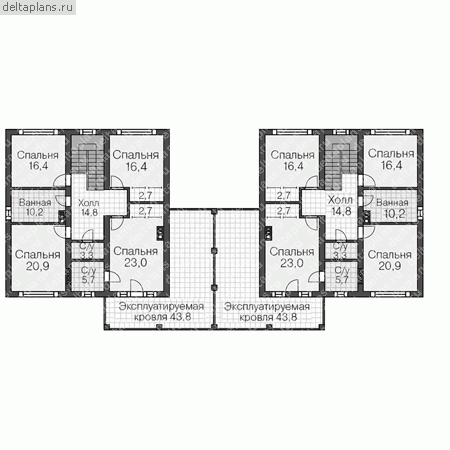 deltaplans.ru
Спальня
16,4
Спальня
16,4
Ванная
10,2
Холл
14,8
2,7
2,7
Спальня
20,9
С/у
3,3
С/у
5,7
Спальня
23,0
Эксплуатируемая
кровля 43,8
Спальня
16,4
Спальня
16,4
2,7
2,7
Холл
14,8
Ванная
10,2
Спальня
23,0
С/у
3,3
С/у
5,7
Спальня
20,9
Эксплуатируемая
кровля 43,8